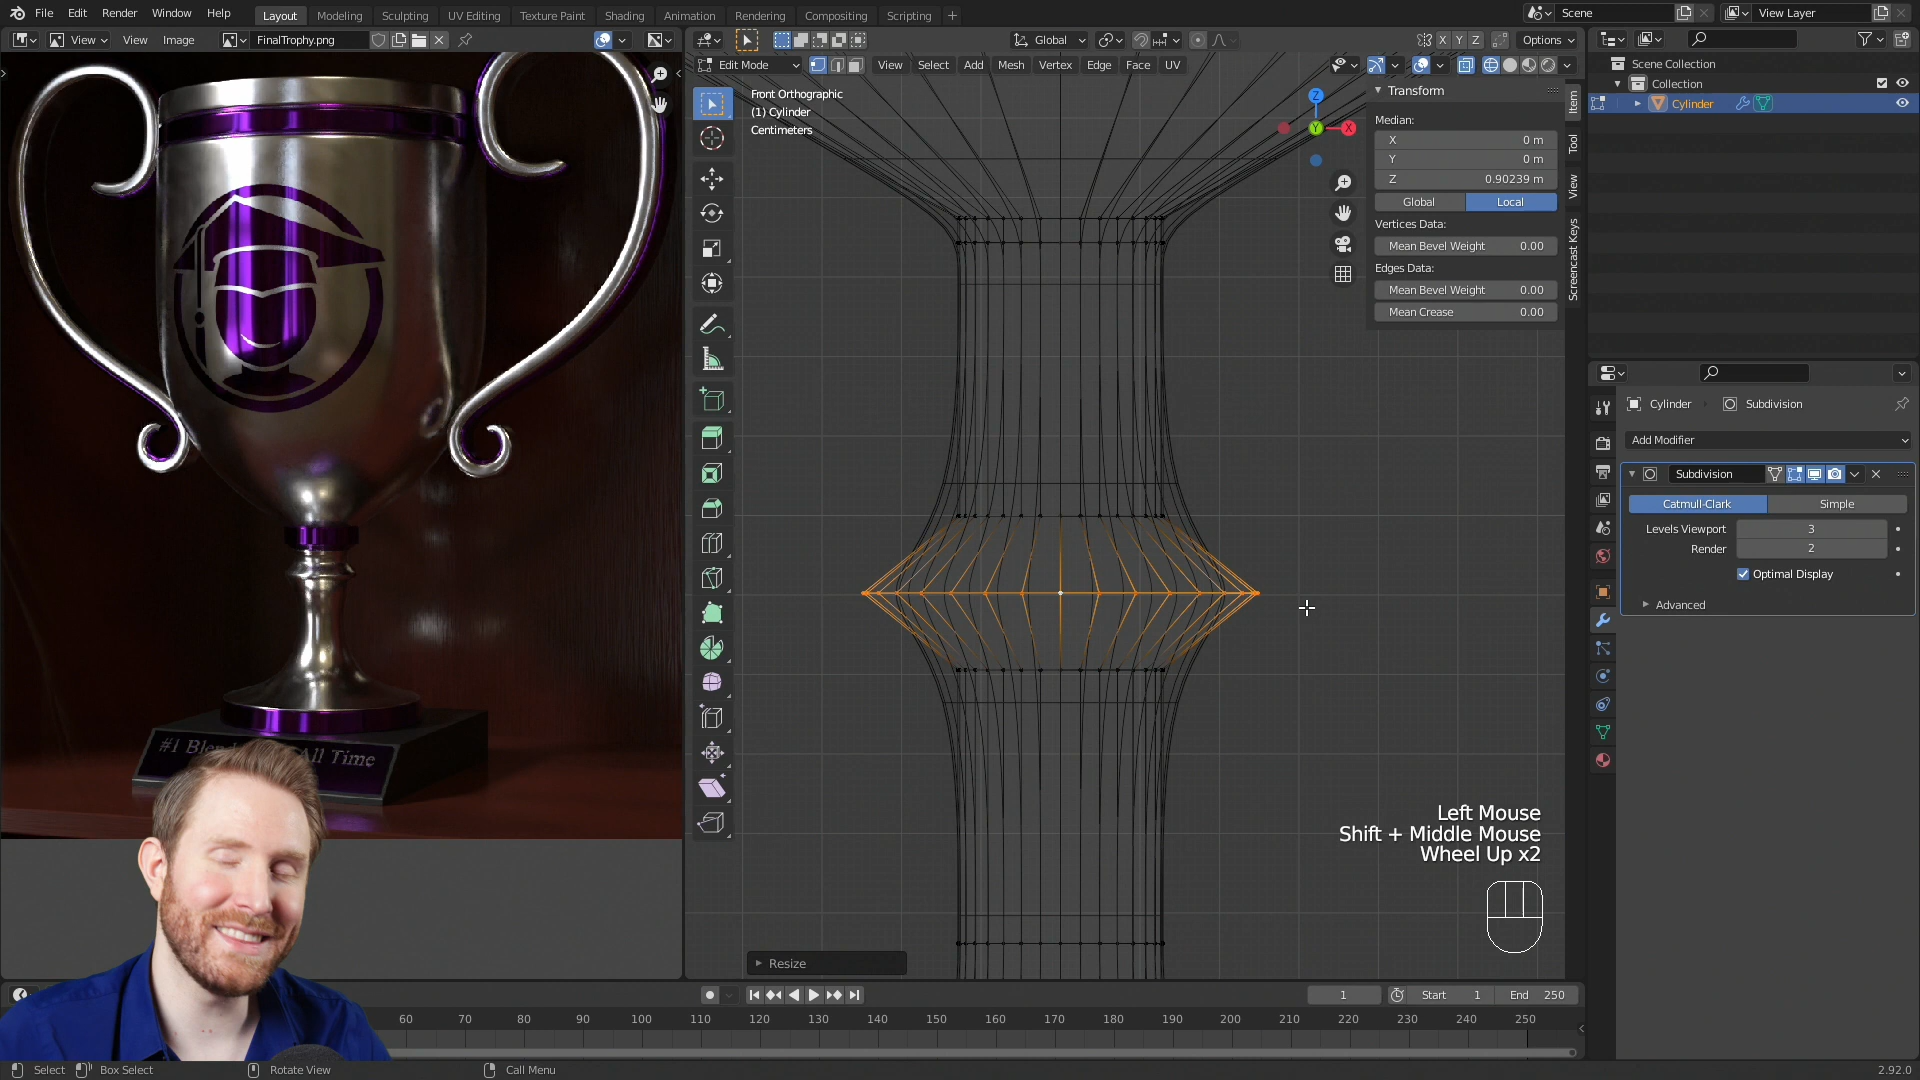 File Edit Render Window Help Layout Modeling Sculpting UV Editing Texture Paint Shading Animation Rendering Compositing Scripting + Scene View Layer
View View Image FinalTrophy.png Global X Y Z Options
Edit Mode View Select Add Mesh Vertex Edge Face UV
Front Orthographic
(1) Cylinder
Centimeters
Z
Y
X
Transform
Median:
X 0 m
Y 0 m
Z 0.90239 m
Global Local
Vertices Data:
Mean Bevel Weight 0.00
Edges Data:
Mean Bevel Weight 0.00
Mean Crease 0.00
Item
Tool
View
Screencast Keys
Scene Collection
Collection
Cylinder
Cylinder Subdivision
Add Modifier
Subdivision
Catmull-Clark Simple
Levels Viewport 3
Render 2
Optimal Display
Advanced
#1 Blen All Time
Left Mouse
Shift + Middle Mouse
Wheel Up x2
Resize
1 Start 1 End 250
60 70 80 90 100 110 120 130 140 150 160 170 180 190 200 210 220 230 240 250
Select Box Select Rotate View Call Menu 2.92.0